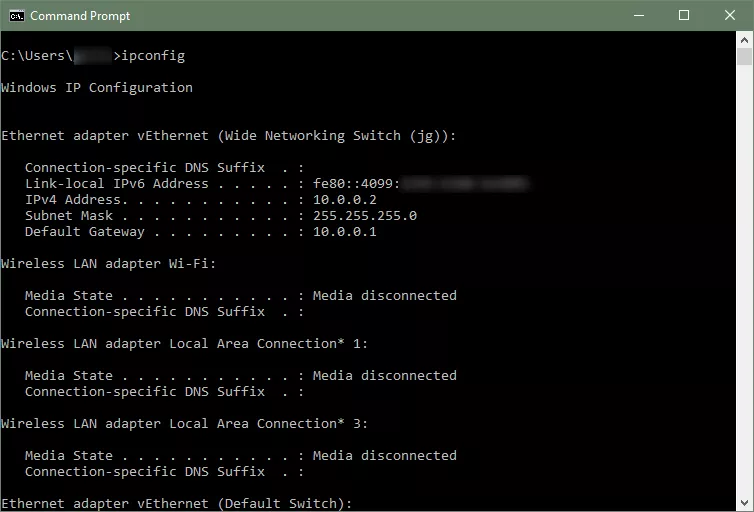 Command Prompt
C:\Users\ >ipconfig
Windows IP Configuration
Ethernet adapter vEthernet (Wide Networking Switch (jg)):
Connection-specific DNS Suffix . :
Link-local IPv6 Address . . . . . : fe80::4099:
IPv4 Address. . . . . . . . . . . : 10.0.0.2
Subnet Mask . . . . . . . . . . . : 255.255.255.0
Default Gateway . . . . . . . . . : 10.0.0.1
Wireless LAN adapter Wi-Fi:
Media State . . . . . . . . . . . : Media disconnected
Connection-specific DNS Suffix . :
Wireless LAN adapter Local Area Connection* 1:
Media State . . . . . . . . . . . : Media disconnected
Connection-specific DNS Suffix . :
Wireless LAN adapter Local Area Connection* 3:
Media State . . . . . . . . . . . : Media disconnected
Connection-specific DNS Suffix . :
Ethernet adapter vEthernet (Default Switch):